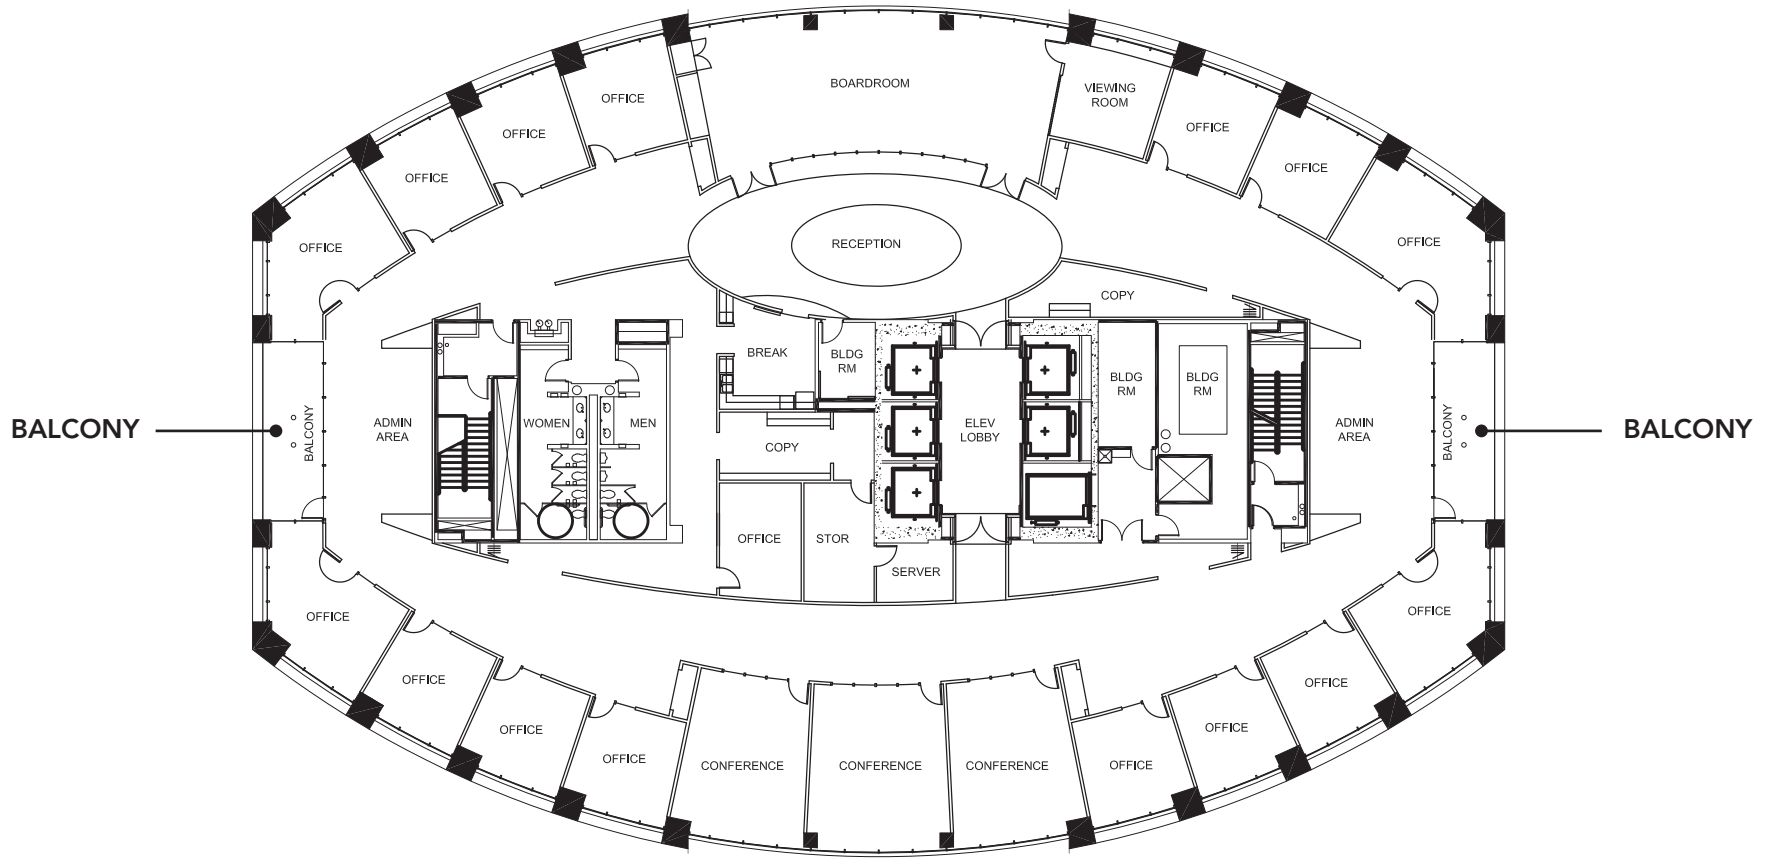 BOARDROOM
VIEWING
ROOM
OFFICE
OFFICE
OFFICE
OFFICE
OFFICE
OFFICE
OFFICE
RECEPTION
COPY
BREAK
BLDG
RM
BLDG
RM
BLDG
RM
BALCONY
BALCONY
ADMIN
AREA
WOMEN
MEN
COPY
ELEV
LOBBY
ADMIN
AREA
BALCONY
BALCONY
OFFICE
STOR
SERVER
OFFICE
OFFICE
OFFICE
OFFICE
OFFICE
OFFICE
OFFICE
OFFICE
CONFERENCE
CONFERENCE
CONFERENCE